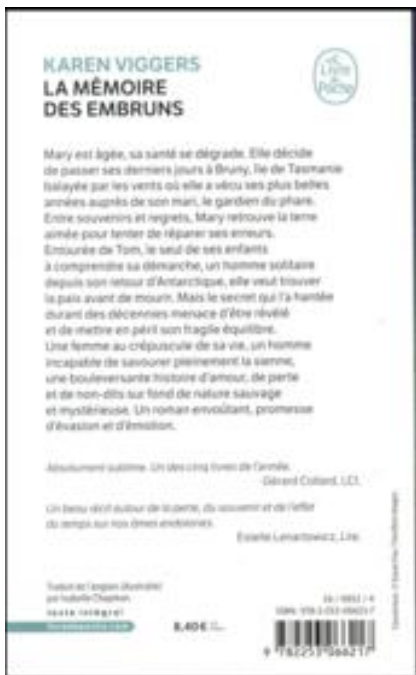 KAREN VIGGERS
LA MÉMOIRE
DES EMBRUNS
Le Livre de Poche
Mary est âgée, sa santé se dégrade. Elle décide
de passer ses derniers jours à Bruny, île de Tasmanie
balayée par les vents où elle a vécu ses plus belles
années auprès de son mari, le gardien du phare.
Entre souvenirs et regrets, Mary retrouve la terre
aimée pour tenter de réparer ses erreurs.
Entourée de Tom, le seul de ses enfants
à comprendre sa démarche, un homme solitaire
depuis son retour d'Antarctique, elle veut trouver
la paix avant de mourir. Mais le secret qui l'a hantée
durant des décennies menace d'être révélé
et de mettre en péril son fragile équilibre.
Une femme au crépuscule de sa vie, un homme
incapable de savourer pleinement la sienne,
une bouleversante histoire d'amour, de perte
et de non-dits sur fond de nature sauvage
et mystérieuse. Un roman envoûtant, promesse
d'évasion et d'émotion.
Absolument sublime. Un des cinq livres de l'année.
Gérard Collard, LCI.
Un beau récit autour de la perte, du souvenir et de l'effet
du temps sur nos âmes endolories.
Estelle Lenartowicz, Lire.
Traduit de l'anglais (Australie)
par Isabelle Chapman.
texte intégral
8,40 €
ISBN: 978-2-253-06621-7
9 782253 066217